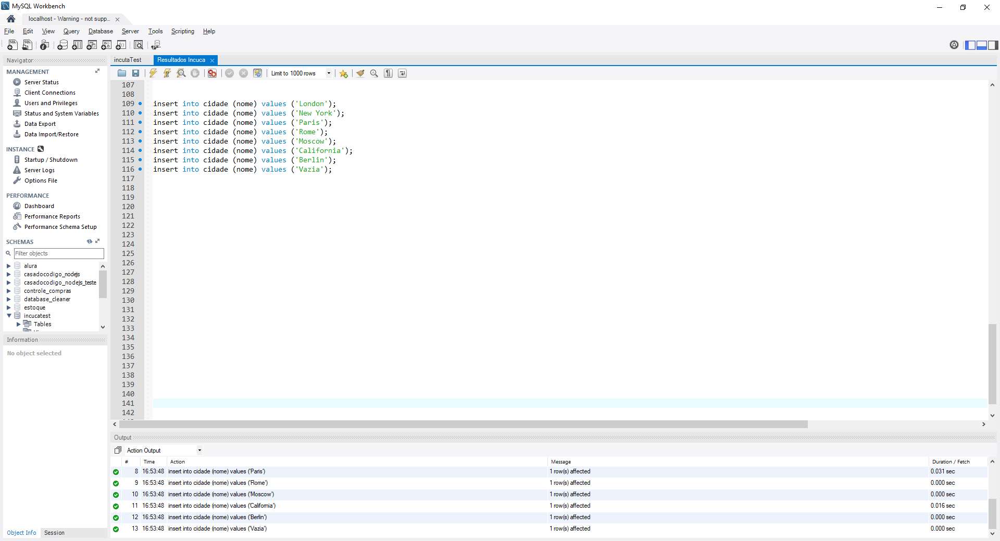 MySQL Workbench
localhost - Warning - not supp...
File Edit View Query Database Server Tools Scripting Help
Navigator
MANAGEMENT
Server Status
Client Connections
Users and Privileges
Status and System Variables
Data Export
Data Import/Restore
INSTANCE
Startup / Shutdown
Server Logs
Options File
PERFORMANCE
Dashboard
Performance Reports
Performance Schema Setup
SCHEMAS
Filter objects
alura
casadocodigo_nodejs
casadocodigo_nodejs_teste
controle_compras
database_cleaner
estoque
incucatest
Tables
Information
No object selected
Object Info Session
incutaTest Resultados Incuca
Limit to 1000 rows
107
108
109 insert into cidade (nome) values ('London');
110 insert into cidade (nome) values ('New York');
111 insert into cidade (nome) values ('Paris');
112 insert into cidade (nome) values ('Rome');
113 insert into cidade (nome) values ('Moscow');
114 insert into cidade (nome) values ('California');
115 insert into cidade (nome) values ('Berlin');
116 insert into cidade (nome) values ('Vazia');
117
118
119
120
121
122
123
124
125
126
127
128
129
130
131
132
133
134
135
136
137
138
139
140
141
142
Output
Action Output
# Time Action Message Duration / Fetch
8 16:53:48 insert into cidade (nome) values ('Paris') 1 row(s) affected 0.031 sec
9 16:53:48 insert into cidade (nome) values ('Rome') 1 row(s) affected 0.000 sec
10 16:53:48 insert into cidade (nome) values ('Moscow') 1 row(s) affected 0.000 sec
11 16:53:48 insert into cidade (nome) values ('California') 1 row(s) affected 0.016 sec
12 16:53:48 insert into cidade (nome) values ('Berlin') 1 row(s) affected 0.000 sec
13 16:53:48 insert into cidade (nome) values ('Vazia') 1 row(s) affected 0.000 sec